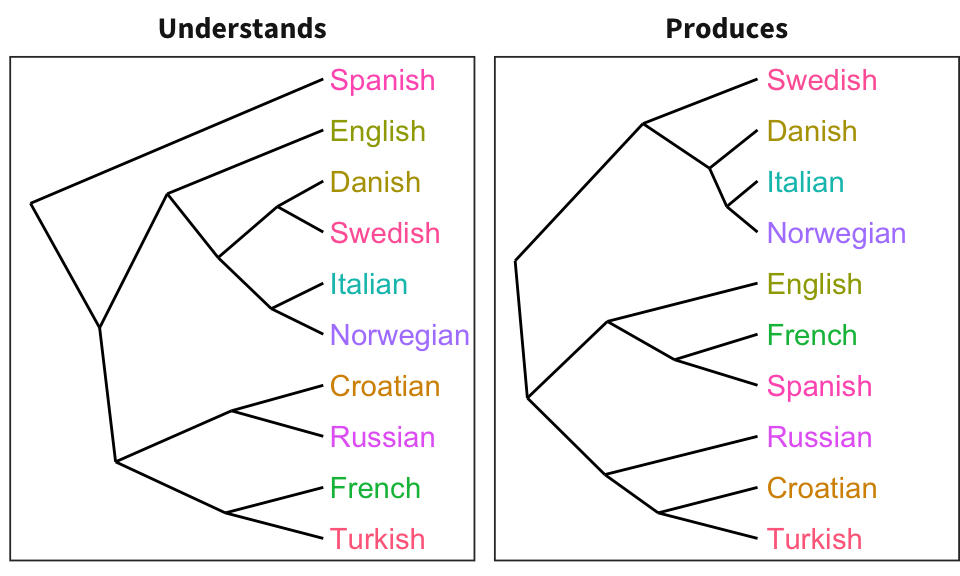 Understands
Spanish
English
Danish
Swedish
Italian
Norwegian
Croatian
Russian
French
Turkish
Produces
Swedish
Danish
Italian
Norwegian
English
French
Spanish
Russian
Croatian
Turkish